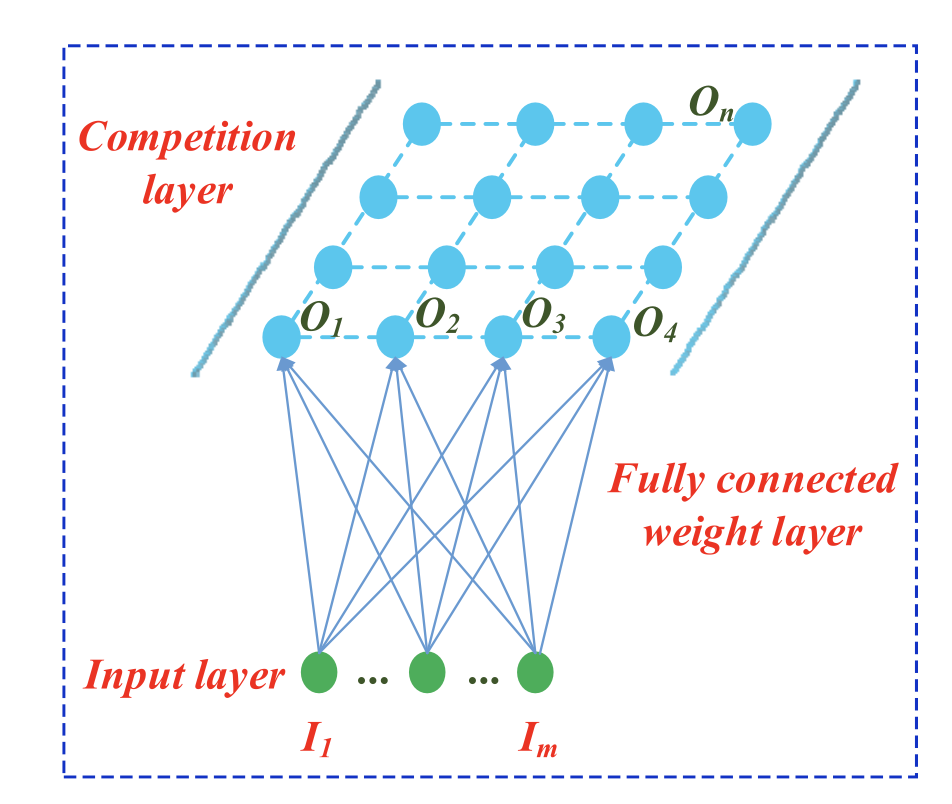 Competition
layer
Oₙ
O₁
O₂
O₃
O₄
Fully connected
weight layer
Input layer
... ...
I₁
Iₘ